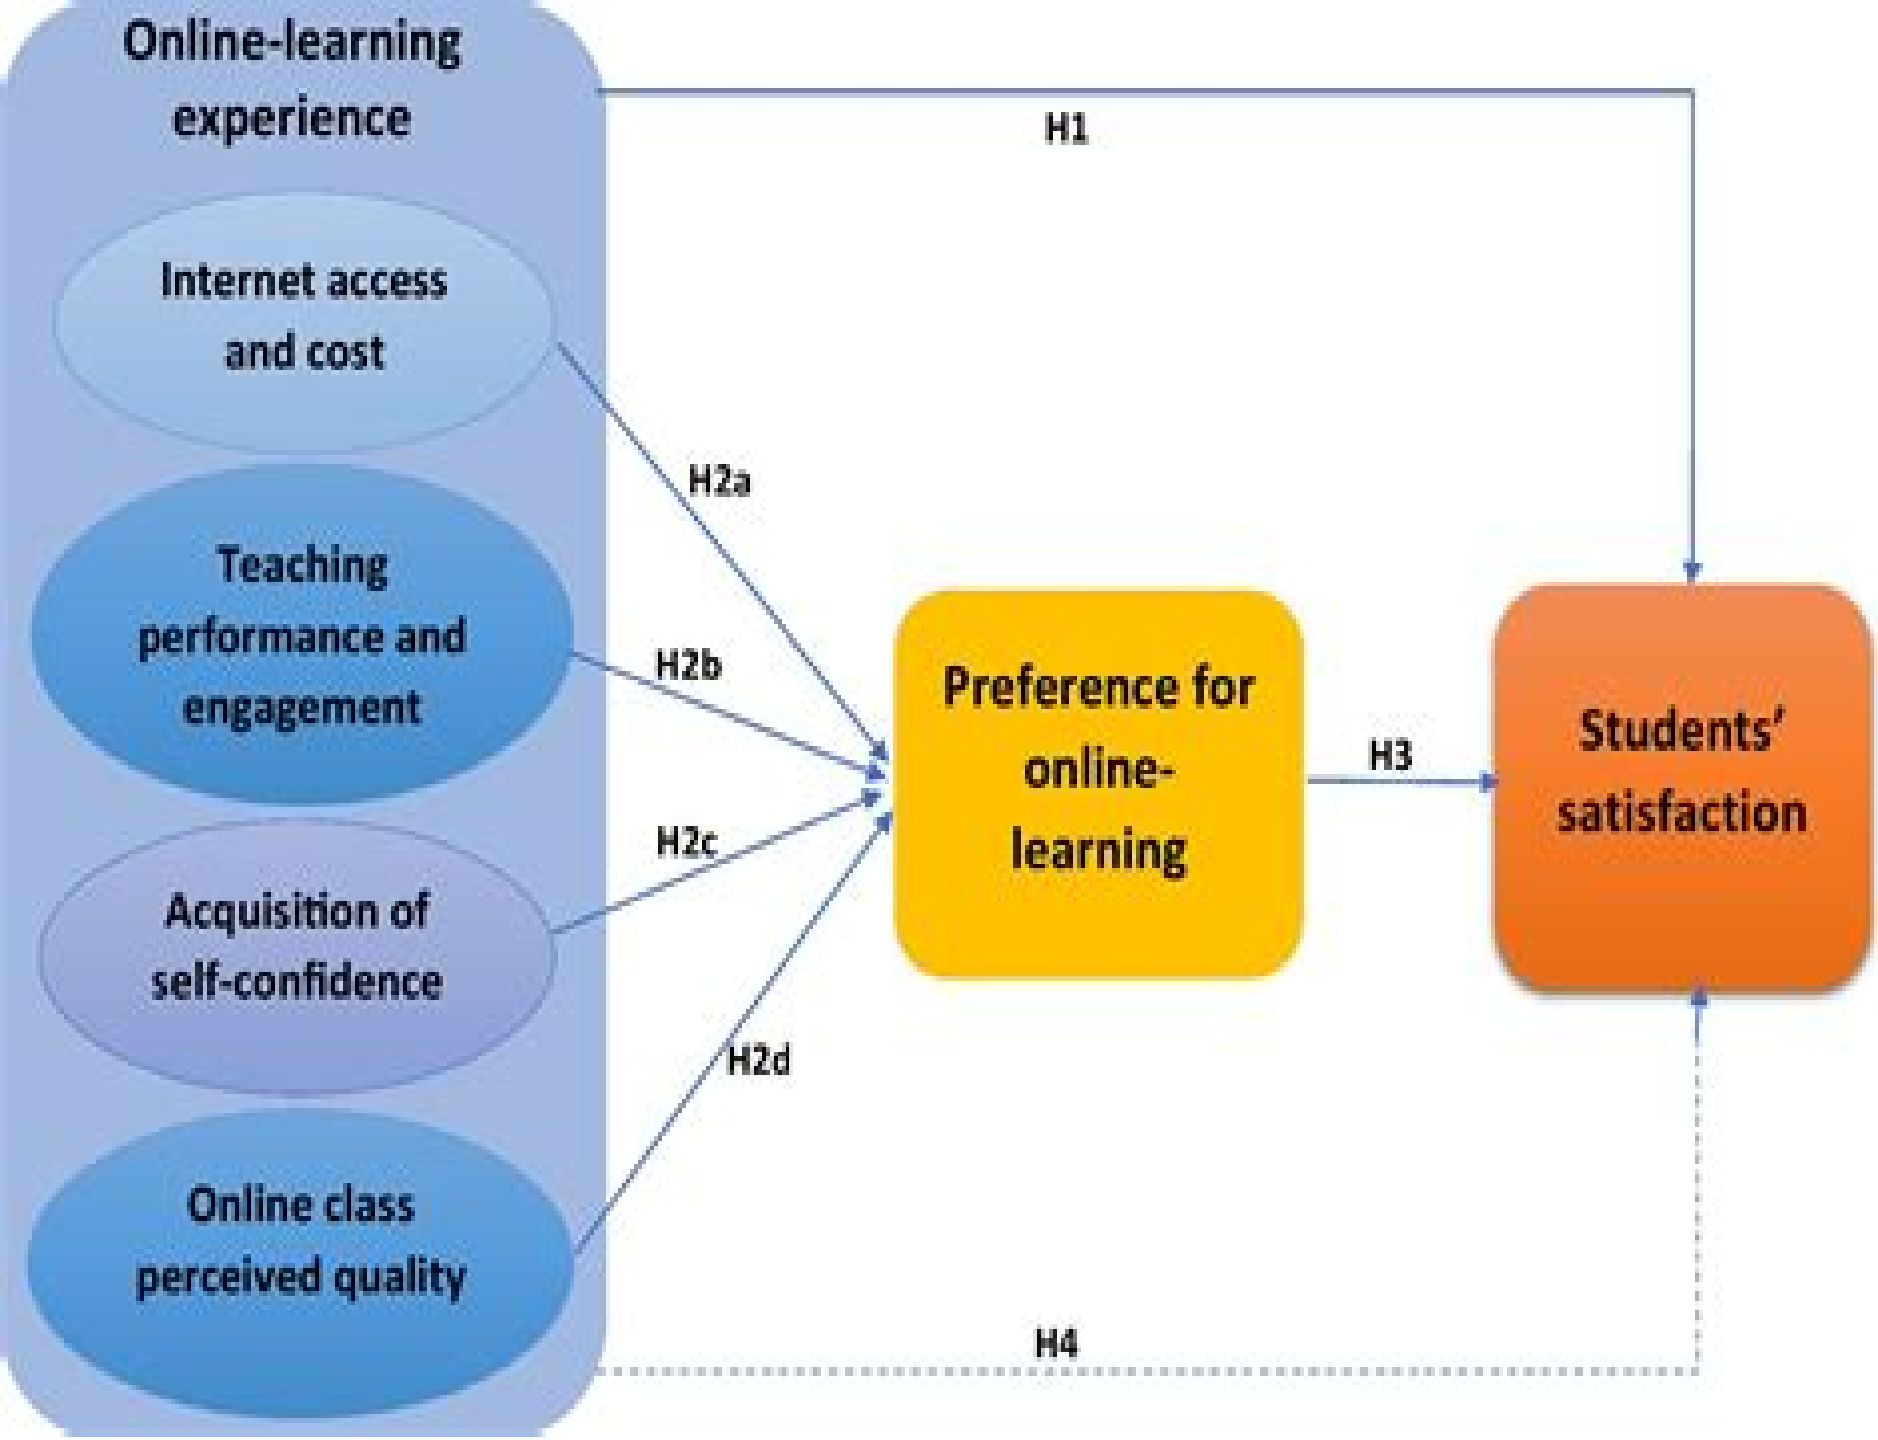 Online-learning
experience
H1
Internet access
and cost
H2a
Teaching
performance and
engagement
H2b
Preference for
online-
learning
H3
Students’
satisfaction
H2c
Acquisition of
self-confidence
H2d
Online class
perceived quality
H4